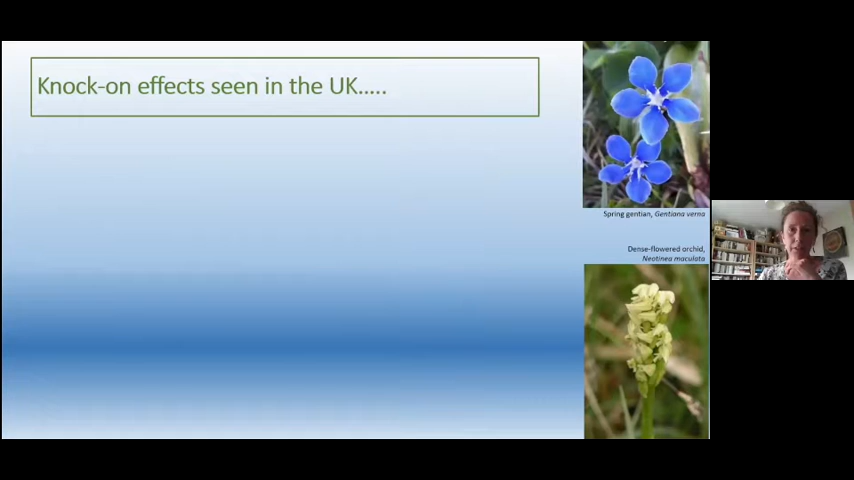 Knock-on effects seen in the UK.....
Spring gentian, Gentiana verna
Dense-flowered orchid,
Neotinea maculata